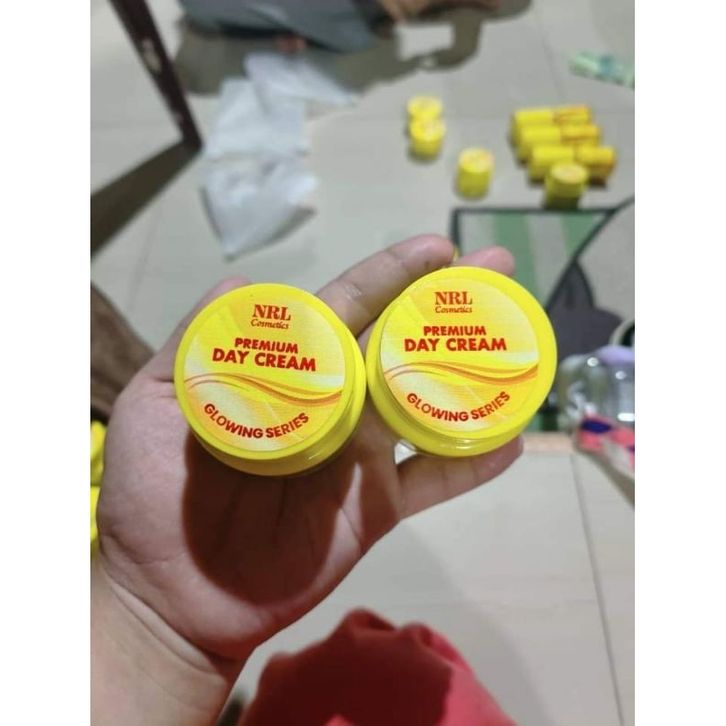 NRL
Cosmetics
PREMIUM
DAY CREAM
GLOWING SERIES
NRL
Cosmetics
PREMIUM
DAY CREAM
GLOWING SERIES